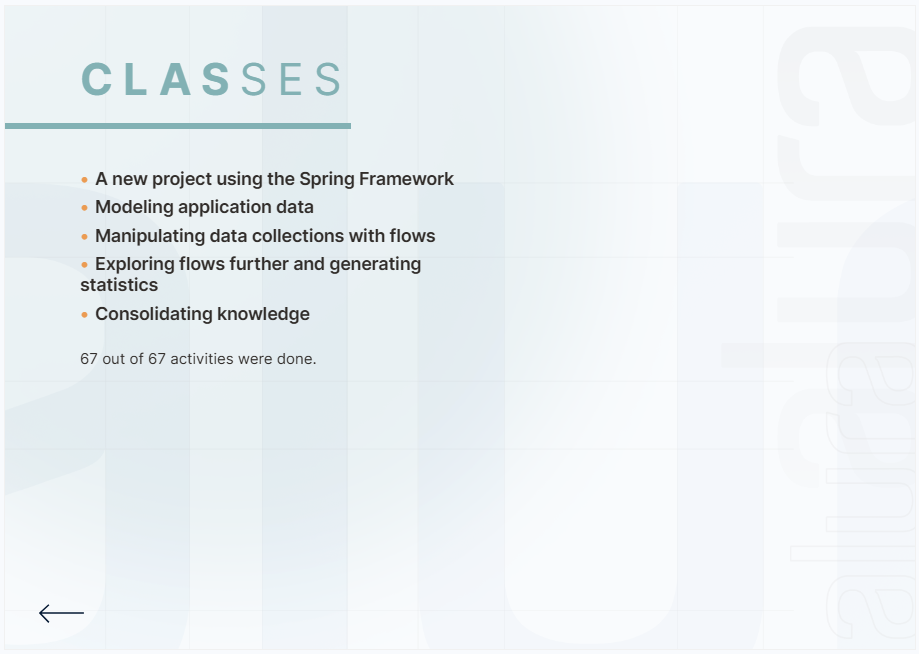 CLASSES
• A new project using the Spring Framework
• Modeling application data
• Manipulating data collections with flows
• Exploring flows further and generating
statistics
• Consolidating knowledge
67 out of 67 activities were done.
alura
alura